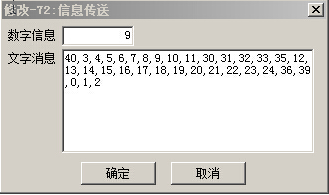 修改-72:信息传送
数字信息 9
文字消息 40,3,4,5,6,7,8,9,10,11,30,31,32,33,35,12,
13,14,15,16,17,18,19,20,21,22,23,24,36,39
,0,1,2
确定 取消